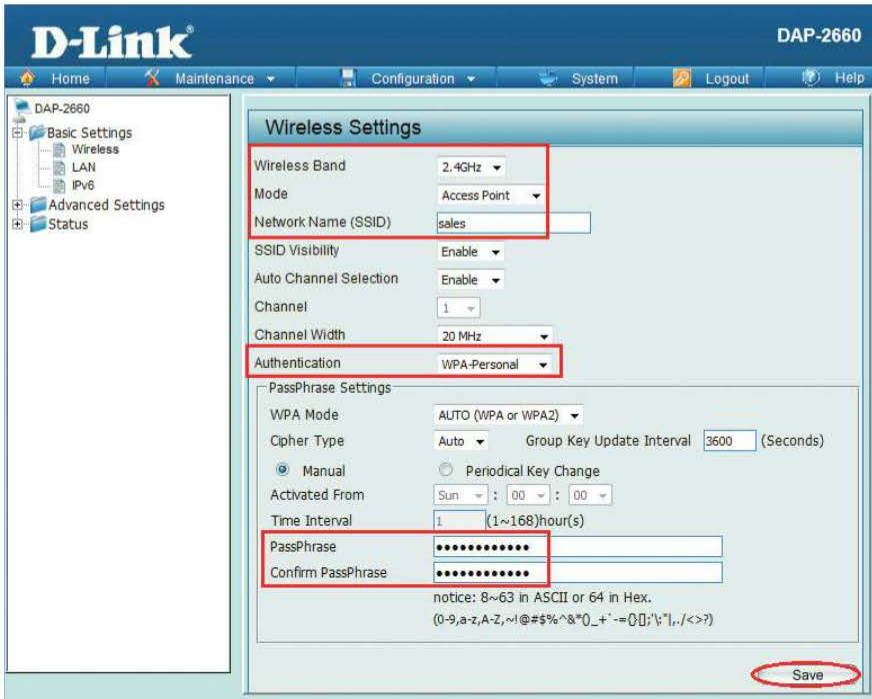 D-Link®
DAP-2660
Home Maintenance Configuration System Logout Help
DAP-2660
Basic Settings
Wireless
LAN
IPv6
Advanced Settings
Status
Wireless Settings
Wireless Band 2.4GHz
Mode Access Point
Network Name (SSID) sales
SSID Visibility Enable
Auto Channel Selection Enable
Channel 1
Channel Width 20 MHz
Authentication WPA-Personal
PassPhrase Settings
WPA Mode AUTO (WPA or WPA2)
Cipher Type Auto Group Key Update Interval 3600 (Seconds)
Manual Periodical Key Change
Activated From Sun : 00 : 00
Time Interval 1 (1~168)hour(s)
PassPhrase ●●●●●●●●●●●●
Confirm PassPhrase ●●●●●●●●●●●●
notice: 8~63 in ASCII or 64 in Hex.
(0-9,a-z,A-Z,~!@#$%^&*()_+`-={}[];'\:"|,./<>?)
Save